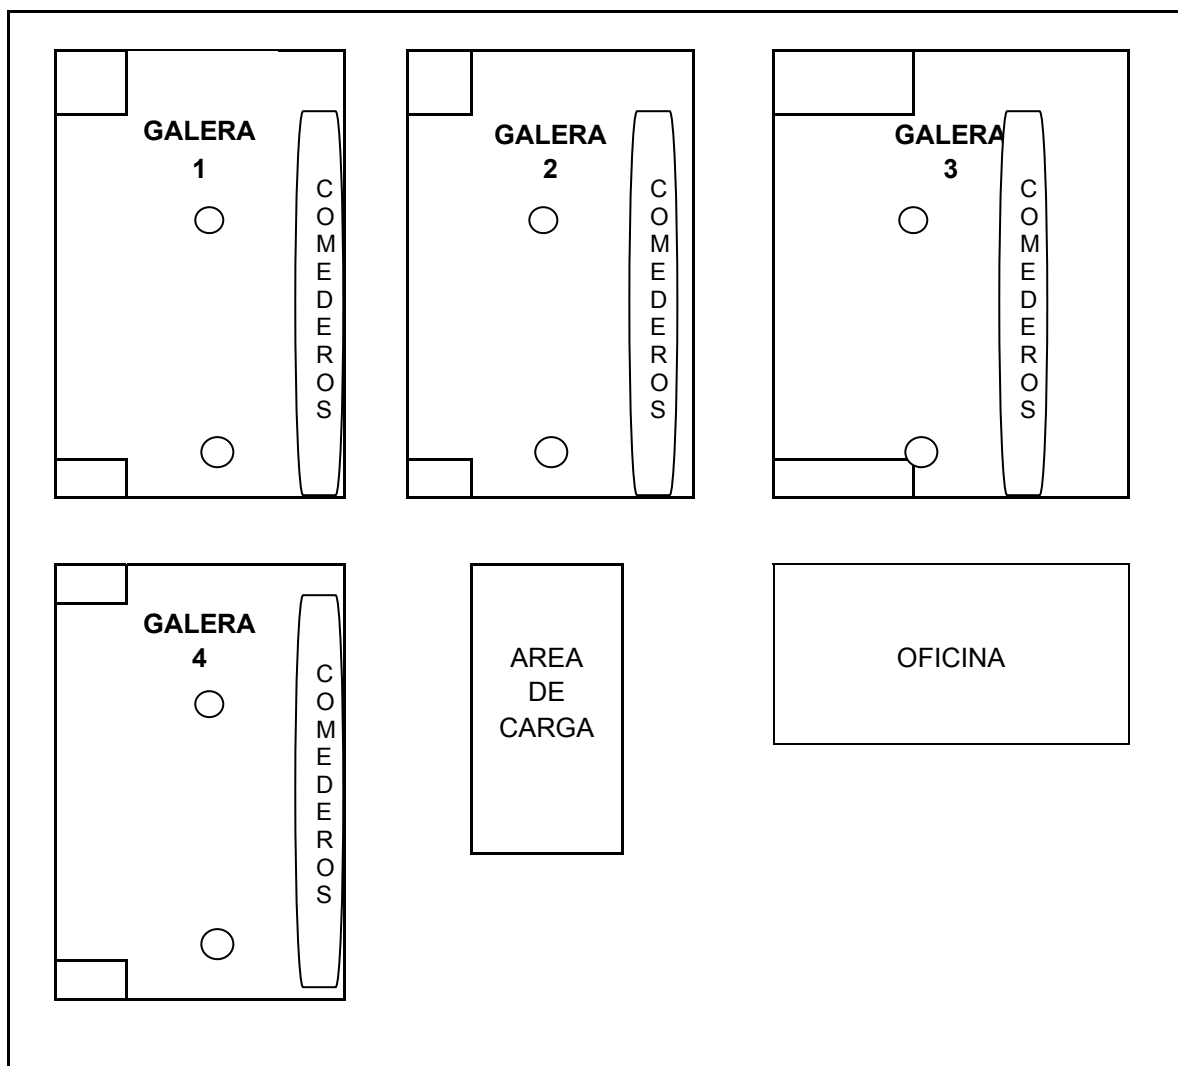 GALERA
1
COMEDEROS
GALERA
2
COMEDEROS
GALERA
3
COMEDEROS
GALERA
4
COMEDEROS
AREA
DE
CARGA
OFICINA